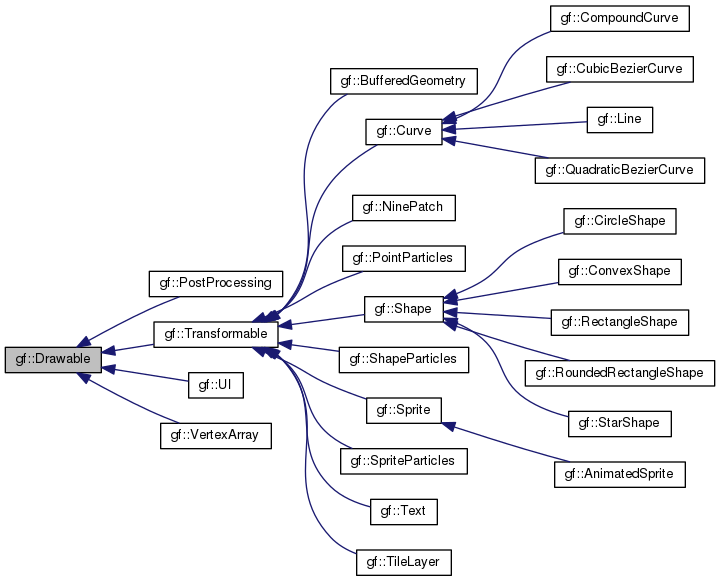 gf::Drawable
gf::PostProcessing
gf::Transformable
gf::UI
gf::VertexArray
gf::BufferedGeometry
gf::Curve
gf::NinePatch
gf::PointParticles
gf::Shape
gf::ShapeParticles
gf::Sprite
gf::SpriteParticles
gf::Text
gf::TileLayer
gf::CompoundCurve
gf::CubicBezierCurve
gf::Line
gf::QuadraticBezierCurve
gf::CircleShape
gf::ConvexShape
gf::RectangleShape
gf::RoundedRectangleShape
gf::StarShape
gf::AnimatedSprite